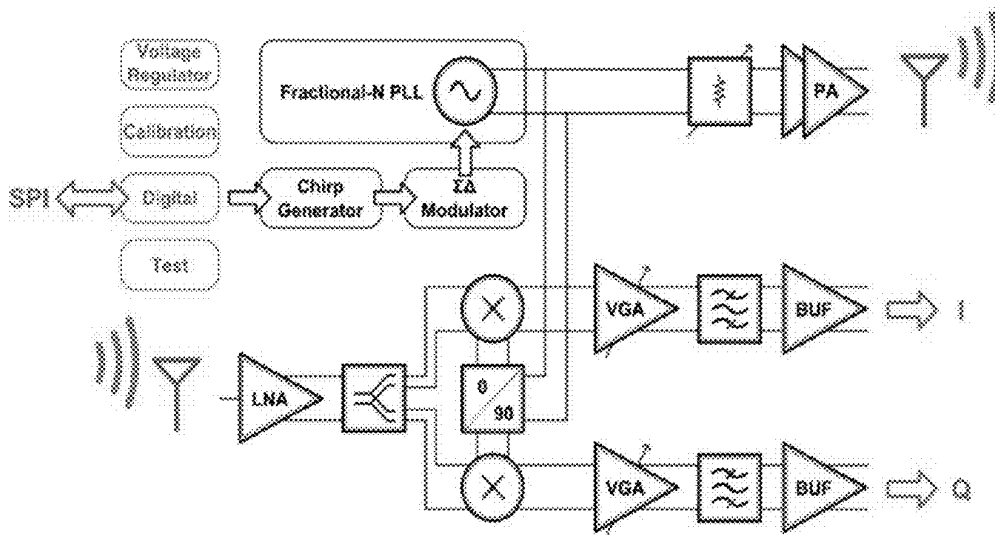 Voltage
Regulator
Calibration
Digital
Test
SPI
Fractional-N PLL
Chirp
Generator
ΣΔ
Modulator
PA
LNA
0
90
VGA
BUF
I
VGA
BUF
Q